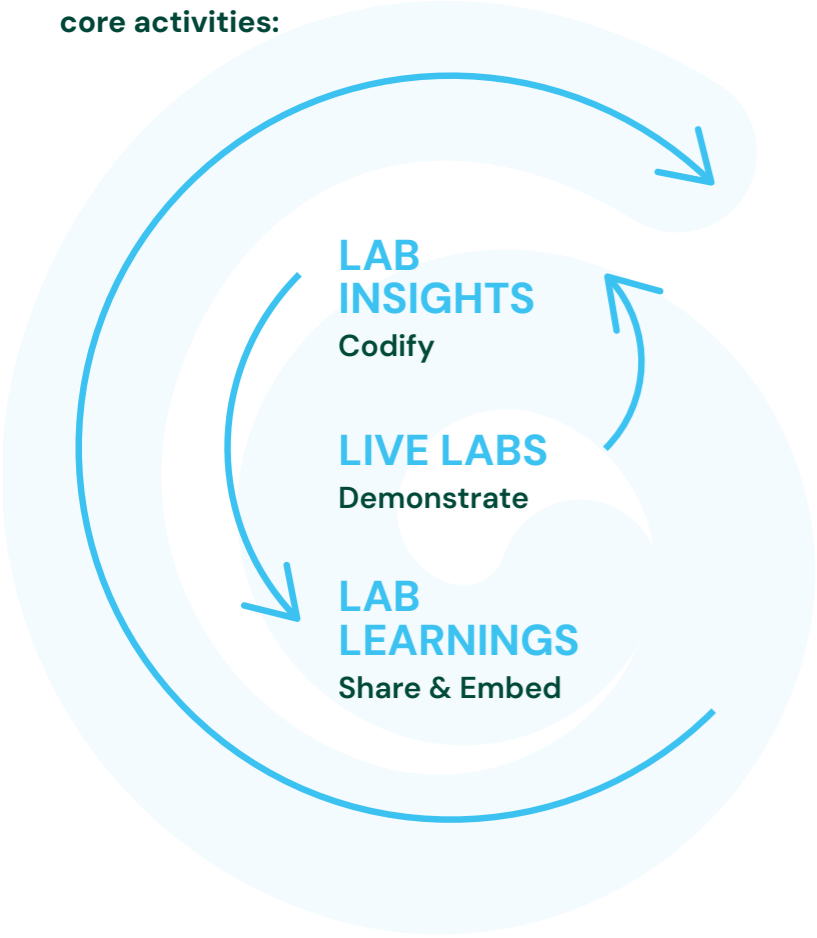 core activities:
LAB
INSIGHTS
Codify
LIVE LABS
Demonstrate
LAB
LEARNINGS
Share & Embed